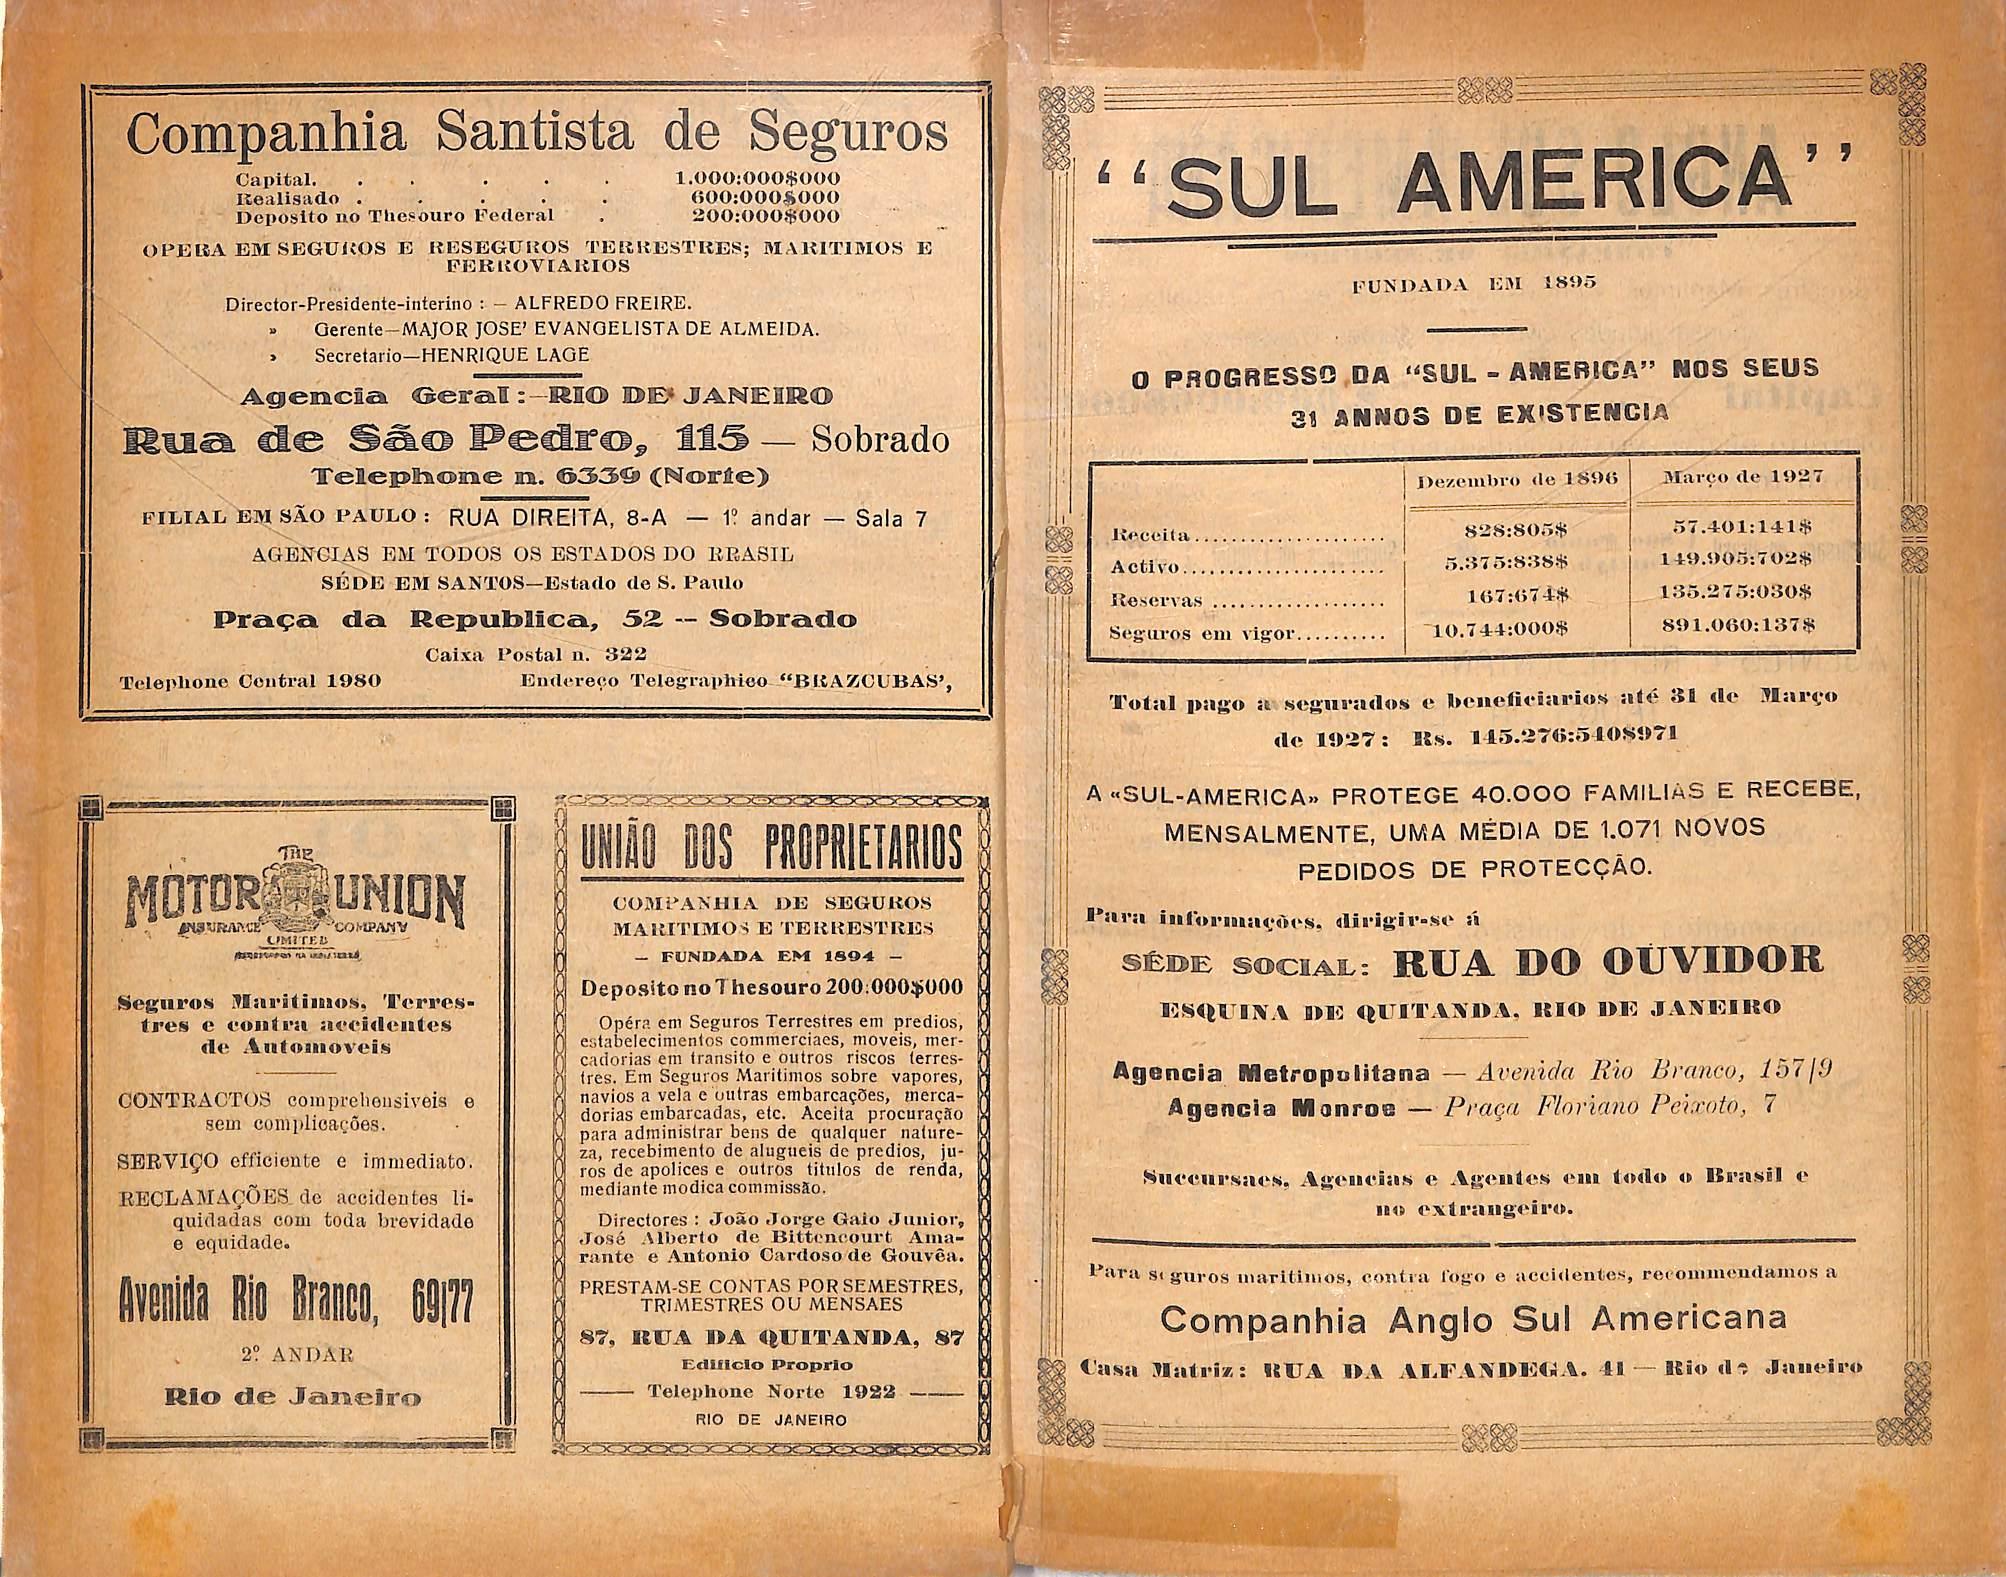 Companhia Santista de Seguros
Capital. . . . . . 1.000:000$000
Realisado . . . . . 600:000$000
Deposito no Thesouro Federal . 200:000$000
OPERA EM SEGUROS E RESEGUROS TERRESTRES; MARITIMOS E
FERROVIARIOS
Director-Presidente-interino : — ALFREDO FREIRE.
» Gerente—MAJOR JOSE' EVANGELISTA DE ALMEIDA.
› Secretario—HENRIQUE LAGE
Agencia Geral:—RIO DE JANEIRO
Rua de São Pedro, 115 — Sobrado
Telephone n. 6339 (Norte)
FILIAL EM SÃO PAULO: RUA DIREITA, 8-A — 1º andar — Sala 7
AGENCIAS EM TODOS OS ESTADOS DO BRASIL
SÉDE EM SANTOS—Estado de S. Paulo
Praça da Republica, 52 -- Sobrado
Caixa Postal n. 322
Telephone Central 1980 Endereço Telegraphico "BRAZCUBAS',
THE
MOTOR UNION
INSURANCE COMPANY
LIMITED
Seguros Maritimos, Terres-
tres e contra accidentes
de Automoveis
CONTRACTOS comprehensiveis e
sem complicações.
SERVIÇO efficiente e immediato.
RECLAMAÇÕES de accidentes li-
quidadas com toda brevidade
e equidade.
Avenida Rio Branco, 69|77
2º ANDAR
Rio de Janeiro
UNIÃO DOS PROPRIETARIOS
COMPANHIA DE SEGUROS
MARITIMOS E TERRESTRES
— FUNDADA EM 1894 —
Deposito no Thesouro 200:000$000
Opéra em Seguros Terrestres em predios,
estabelecimentos commerciaes, moveis, mer-
cadorias em transito e outros riscos terres-
tres. Em Seguros Maritimos sobre vapores,
navios a vela e outras embarcações, merca-
dorias embarcadas, etc. Aceita procuração
para administrar bens de qualquer nature-
za, recebimento de alugueis de predios, ju-
ros de apolices e outros titulos de renda,
mediante modica commissão.
Directores : João Jorge Gaio Junior,
José Alberto de Bittencourt Ama-
rante e Antonio Cardoso de Gouvêa.
PRESTAM-SE CONTAS POR SEMESTRES,
TRIMESTRES OU MENSAES
87, RUA DA QUITANDA, 87
Edificio Proprio
—— Telephone Norte 1922 ——
RIO DE JANEIRO
"SUL AMERICA"
FUNDADA EM 1895
O PROGRESSO DA "SUL - AMERICA" NOS SEUS
31 ANNOS DE EXISTENCIA
Dezembro de 1896 Março de 1927
Receita..................... 828:805$ 57.401:141$
Activo...................... 5.375:838$ 149.905:702$
Reservas ................... 167:674$ 135.275:030$
Seguros em vigor.......... 10.744:000$ 891.060:137$
Total pago a segurados e beneficiarios até 31 de Março
de 1927: Rs. 145.276:540$971
A «SUL-AMERICA» PROTEGE 40.000 FAMILIAS E RECEBE,
MENSALMENTE, UMA MÉDIA DE 1.071 NOVOS
PEDIDOS DE PROTECÇÃO.
Para informações, dirigir-se á
SÉDE SOCIAL: RUA DO OUVIDOR
ESQUINA DE QUITANDA, RIO DE JANEIRO
Agencia Metropolitana — Avenida Rio Branco, 157|9
Agencia Monroe — Praça Floriano Peixoto, 7
Succursaes, Agencias e Agentes em todo o Brasil e
no extrangeiro.
Para seguros maritimos, contra fogo e accidentes, recommendamos a
Companhia Anglo Sul Americana
Casa Matriz: RUA DA ALFANDEGA, 41 — Rio de Janeiro